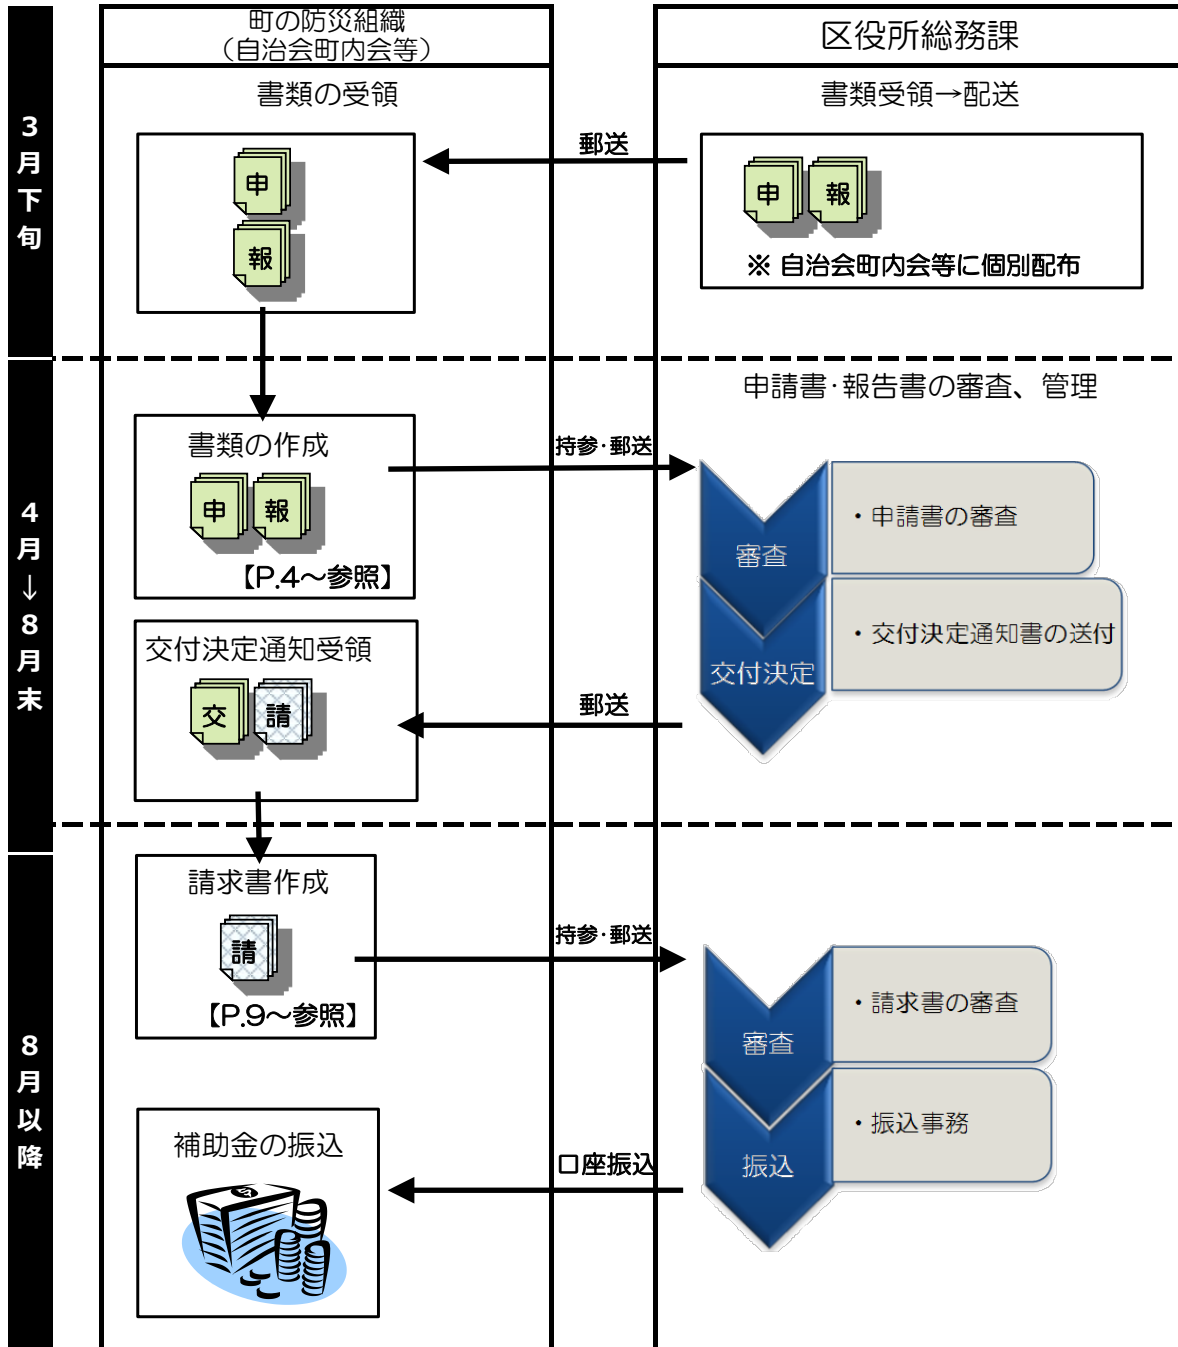 町の防災組織
（自治会町内会等）
区役所総務課
3月下旬
書類の受領
書類受領→配送
郵送
申
報
申
報
※ 自治会町内会等に個別配布
4月→8月末
申請書・報告書の審査、管理
書類の作成
申
報
【P.4～参照】
持参・郵送
審査
・申請書の審査
交付決定
・交付決定通知書の送付
交付決定通知受領
交
請
郵送
8月以降
請求書作成
請
【P.9～参照】
持参・郵送
審査
・請求書の審査
振込
・振込事務
補助金の振込
口座振込